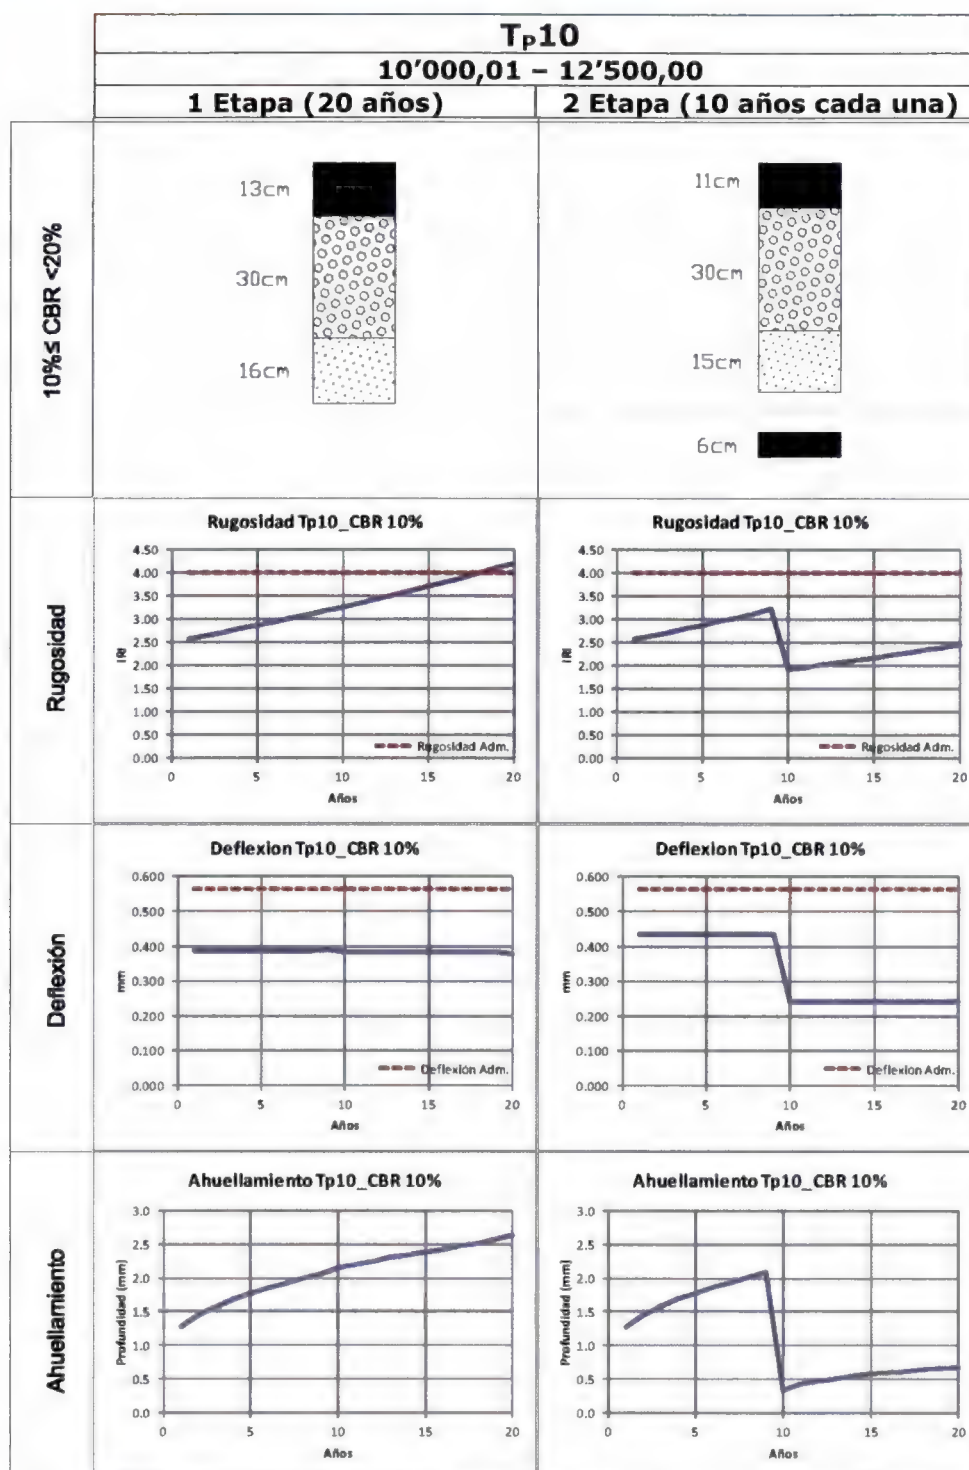 Tp10
10’000,01 – 12’500,00
1 Etapa (20 años)
2 Etapa (10 años cada una)
10%≤ CBR <20%
13cm
30cm
16cm
11cm
30cm
15cm
6cm
Rugosidad
Rugosidad Tp10_CBR 10%
4.50
4.00
3.50
3.00
2.50
2.00
1.50
1.00
0.50
0.00
IRI
Rugosidad Adm.
0 5 10 15 20
Años
Rugosidad Tp10_CBR 10%
4.50
4.00
3.50
3.00
2.50
2.00
1.50
1.00
0.50
0.00
IRI
Rugosidad Adm.
0 5 10 15 20
Años
Deflexión
Deflexion Tp10_CBR 10%
0.600
0.500
0.400
0.300
0.200
0.100
0.000
mm
Deflexión Adm.
0 5 10 15 20
Años
Deflexion Tp10_CBR 10%
0.600
0.500
0.400
0.300
0.200
0.100
0.000
mm
Deflexión Adm.
0 5 10 15 20
Años
Ahuellamiento
Ahuellamiento Tp10_CBR 10%
3.0
2.5
2.0
1.5
1.0
0.5
0.0
Profundidad (mm)
0 5 10 15 20
Años
Ahuellamiento Tp10_CBR 10%
3.0
2.5
2.0
1.5
1.0
0.5
0.0
Profundidad (mm)
0 5 10 15 20
Años